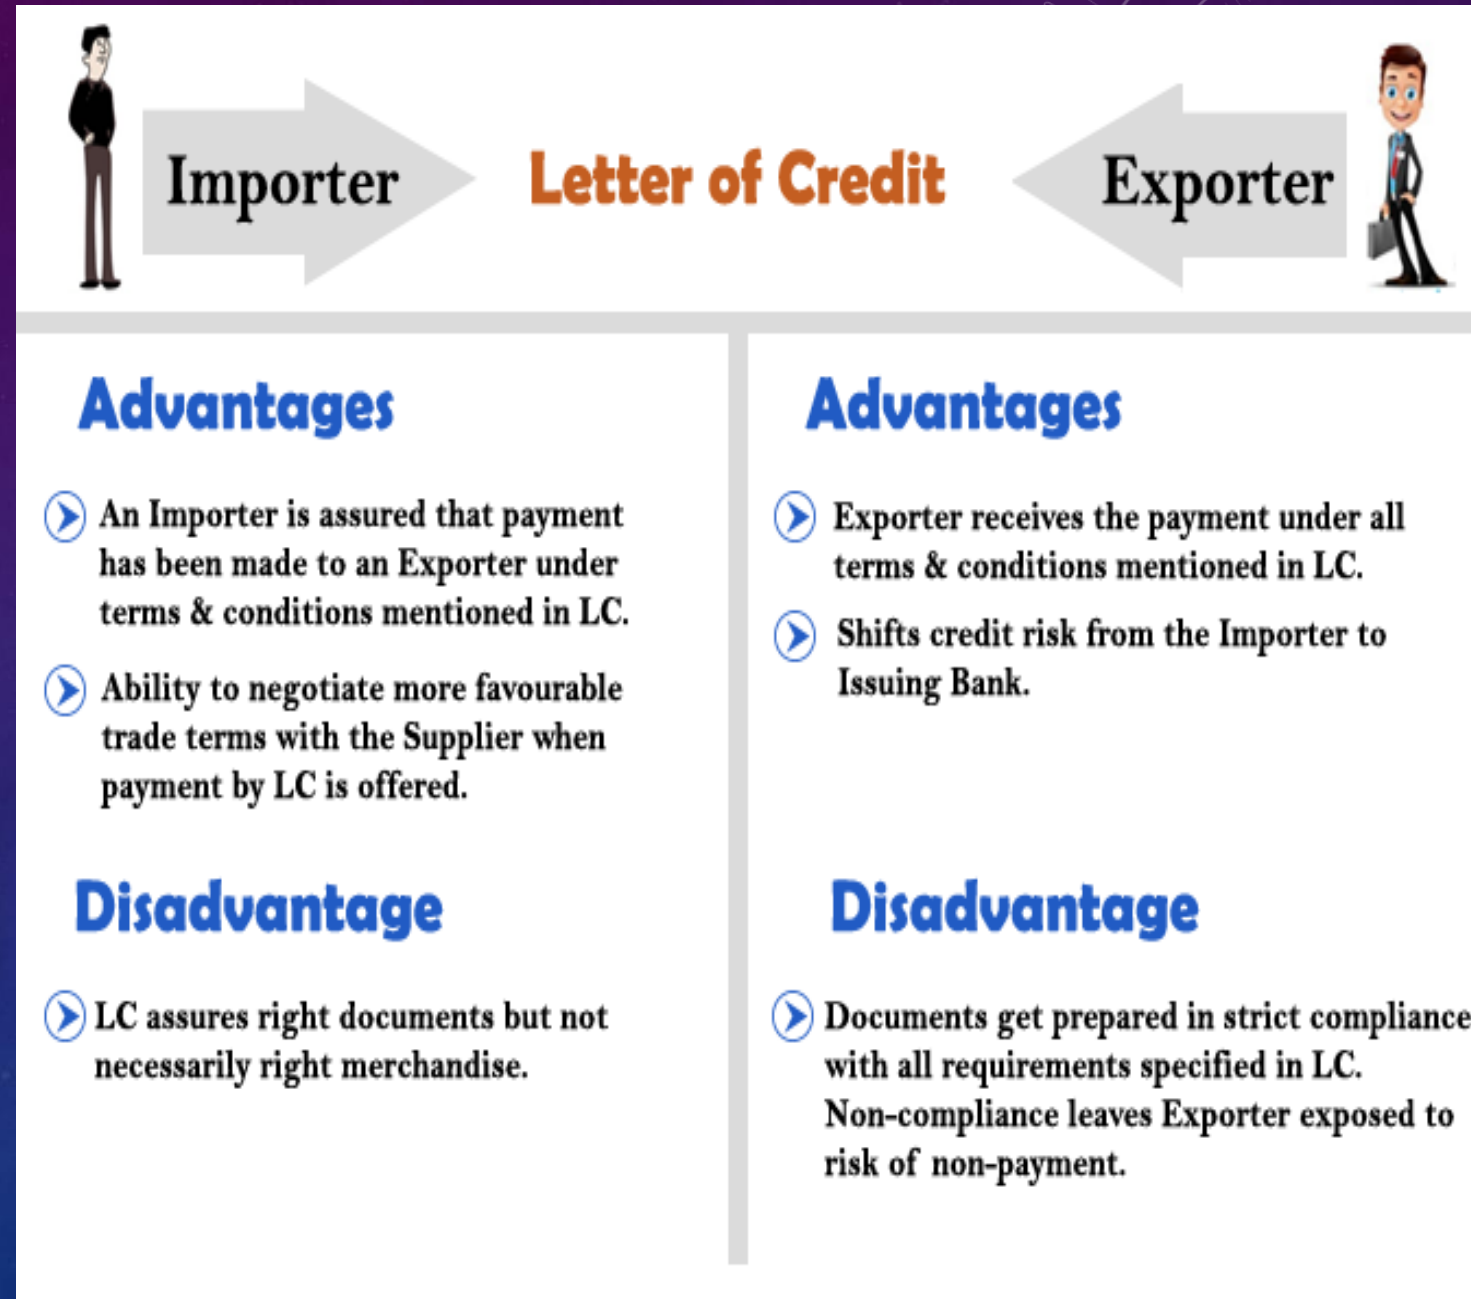 Importer
Letter of Credit
Exporter
Advantages
An Importer is assured that payment
has been made to an Exporter under
terms & conditions mentioned in LC.
Ability to negotiate more favourable
trade terms with the Supplier when
payment by LC is offered.
Disadvantage
LC assures right documents but not
necessarily right merchandise.
Advantages
Exporter receives the payment under all
terms & conditions mentioned in LC.
Shifts credit risk from the Importer to
Issuing Bank.
Disadvantage
Documents get prepared in strict compliance
with all requirements specified in LC.
Non-compliance leaves Exporter exposed to
risk of non-payment.